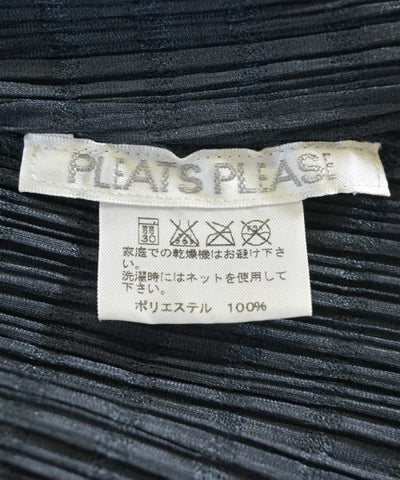 PLEATS PLEASE
30
家庭での乾燥機はお避け下さ
い。
洗濯時にはネットを使用して
下さい。
ポリエステル 100%